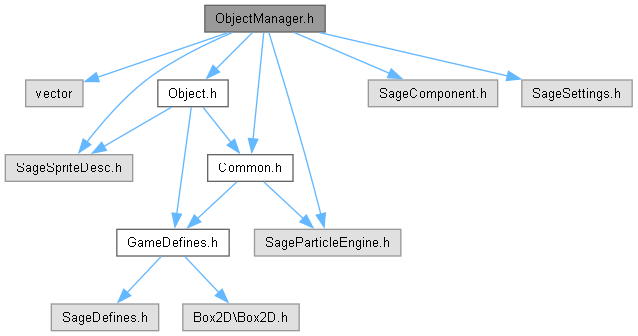 ObjectManager.h
vector
Object.h
SageComponent.h
SageSettings.h
SageSpriteDesc.h
Common.h
GameDefines.h
SageParticleEngine.h
SageDefines.h
Box2D\Box2D.h